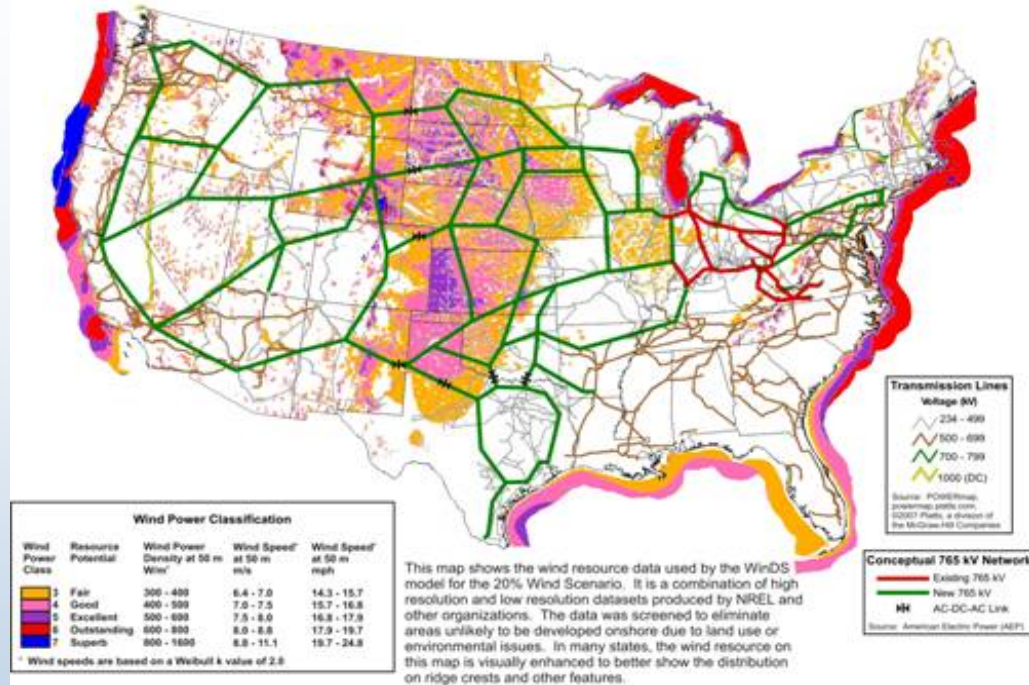 Transmission Lines
Voltage (kV)
234 - 499
500 - 699
700 - 799
1000 (DC)
Source: POWERmap,
powermap.platts.com
©2007 Platts, a division of
the McGraw-Hill Companies
Wind Power Classification
Wind Power Class Resource Potential Wind Power Density at 50 m W/m² Wind Speed* at 50 m m/s Wind Speed* at 50 m mph
3 Fair 300 - 400 6.4 - 7.0 14.3 - 15.7
4 Good 400 - 500 7.0 - 7.5 15.7 - 16.8
5 Excellent 500 - 600 7.5 - 8.0 16.8 - 17.9
6 Outstanding 600 - 800 8.0 - 8.8 17.9 - 19.7
7 Superb 800 - 1600 8.8 - 11.1 19.7 - 24.8
* Wind speeds are based on a Weibull k value of 2.0
This map shows the wind resource data used by the WinDS
model for the 20% Wind Scenario. It is a combination of high
resolution and low resolution datasets produced by NREL and
other organizations. The data was screened to eliminate
areas unlikely to be developed onshore due to land use or
environmental issues. In many states, the wind resource on
this map is visually enhanced to better show the distribution
on ridge crests and other features.
Conceptual 765 kV Network
Existing 765 kV
New 765 kV
AC-DC-AC Link
Source: American Electric Power (AEP)